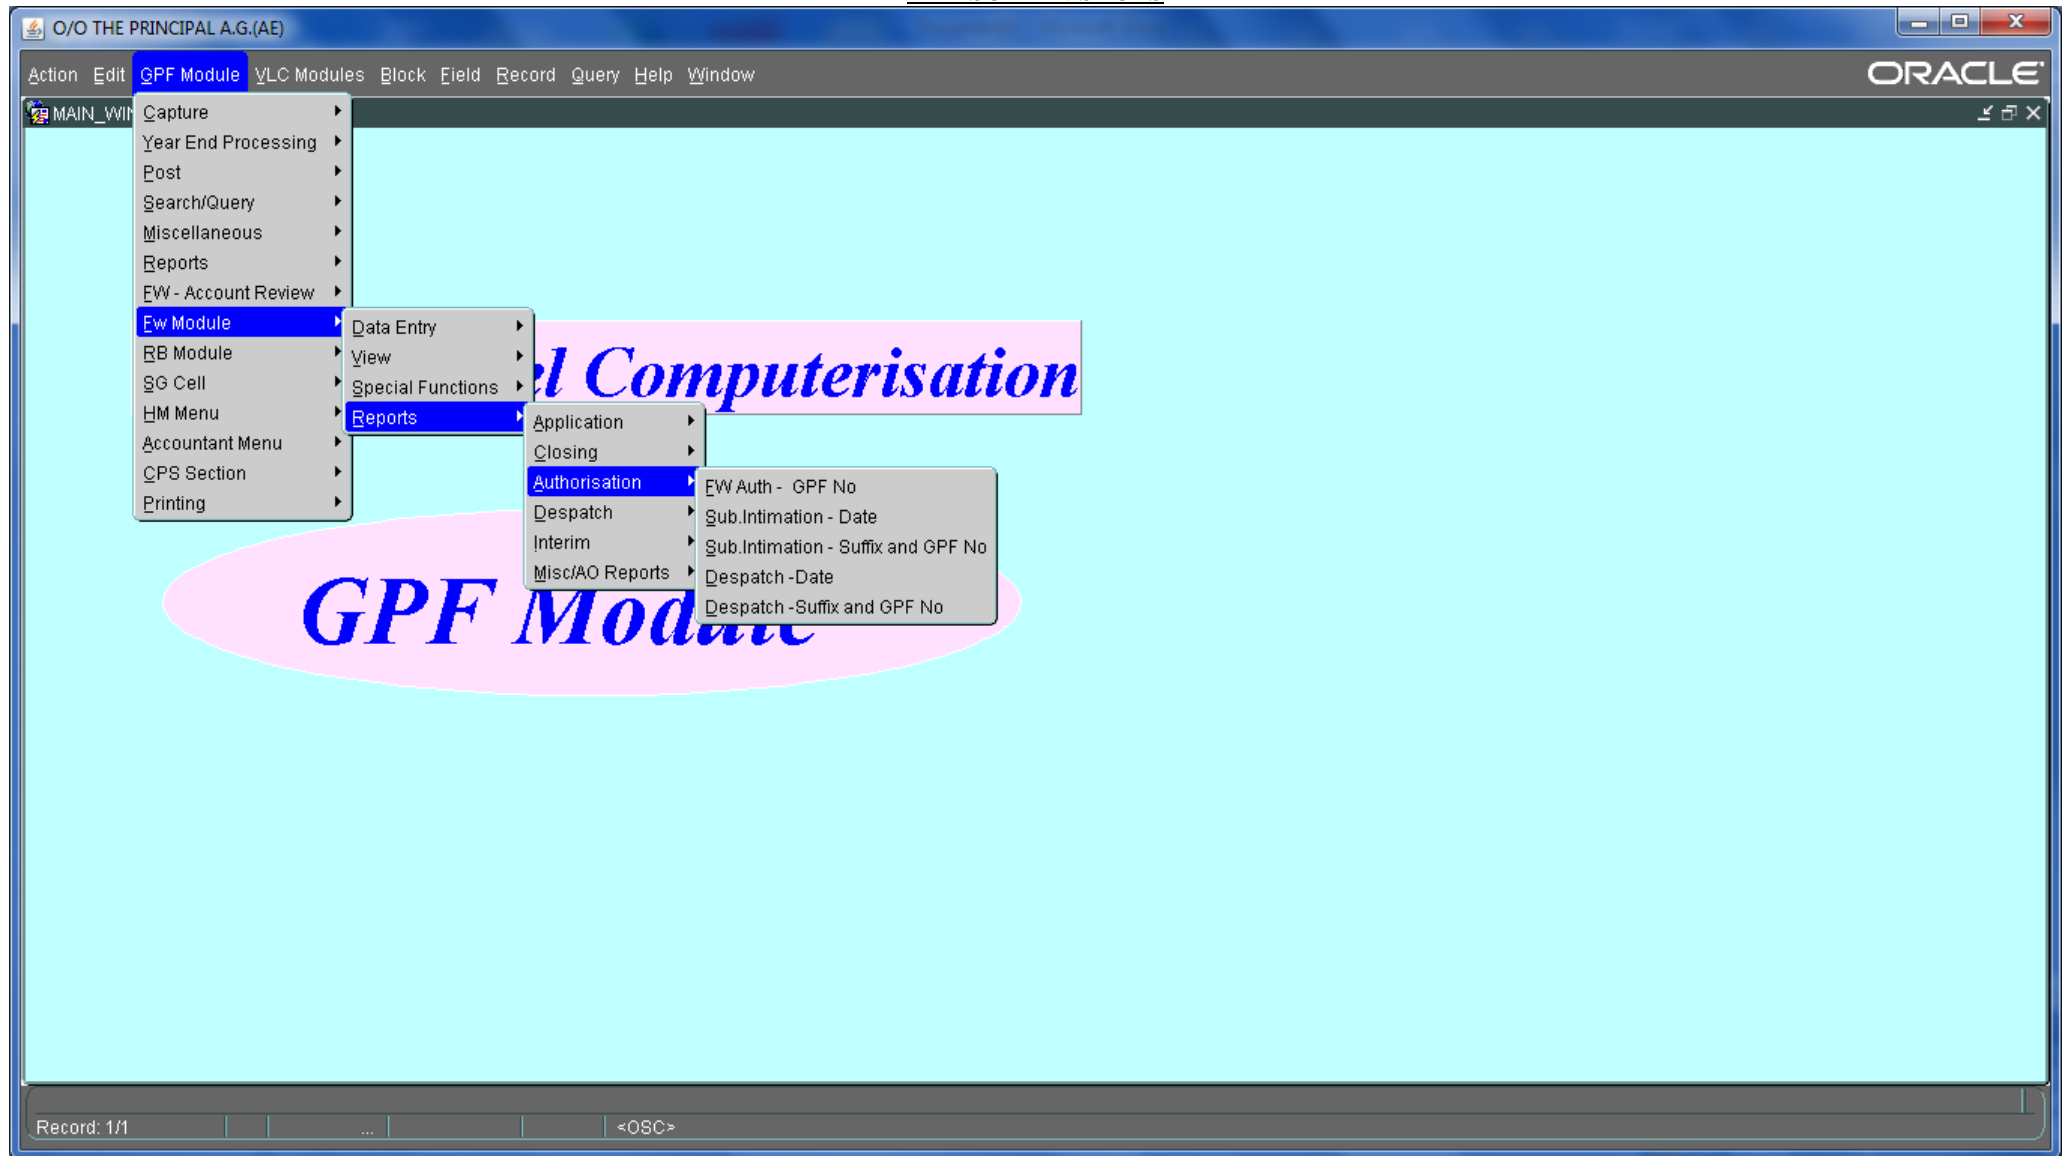 O/O THE PRINCIPAL A.G.(AE)
Action Edit GPF Module VLC Modules Block Field Record Query Help Window
ORACLE
MAIN_WIN
Capture
Year End Processing
Post
Search/Query
Miscellaneous
Reports
FW - Account Review
Fw Module
RB Module
SG Cell
HM Menu
Accountant Menu
CPS Section
Printing
Data Entry
View
Special Functions
Reports
Application
Closing
Authorisation
Despatch
Interim
Misc/AO Reports
FW Auth - GPF No
Sub.Intimation - Date
Sub.Intimation - Suffix and GPF No
Despatch -Date
Despatch -Suffix and GPF No
el Computerisation
GPF Module
Record: 1/1 ... <OSC>